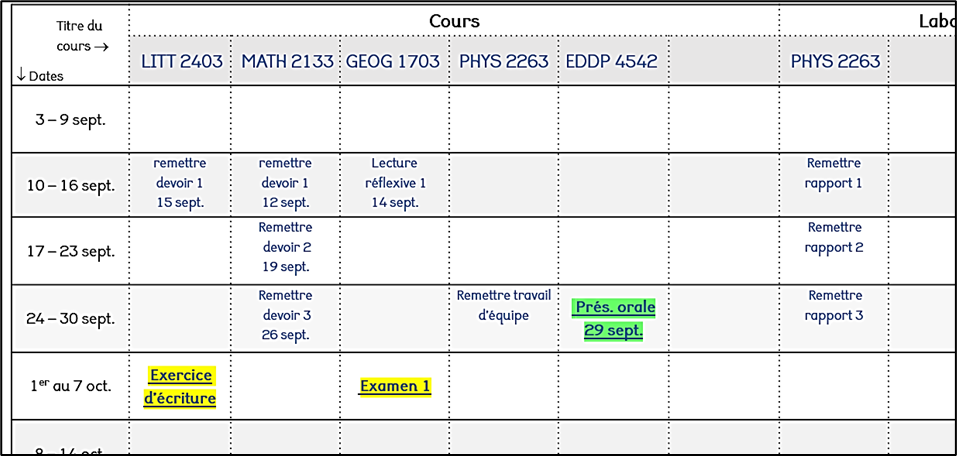 Titre du
cours →
↓ Dates
Cours
Labo
LITT 2403
MATH 2133
GEOG 1703
PHYS 2263
EDDP 4542
PHYS 2263
3 – 9 sept.
10 – 16 sept.
remettre
devoir 1
15 sept.
remettre
devoir 1
12 sept.
Lecture
réflexive 1
14 sept.
Remettre
rapport 1
17 – 23 sept.
Remettre
devoir 2
19 sept.
Remettre
rapport 2
24 – 30 sept.
Remettre
devoir 3
26 sept.
Remettre travail
d'équipe
Prés. orale
29 sept.
Remettre
rapport 3
1er au 7 oct.
Exercice
d'écriture
Examen 1
8 – 14 oct.